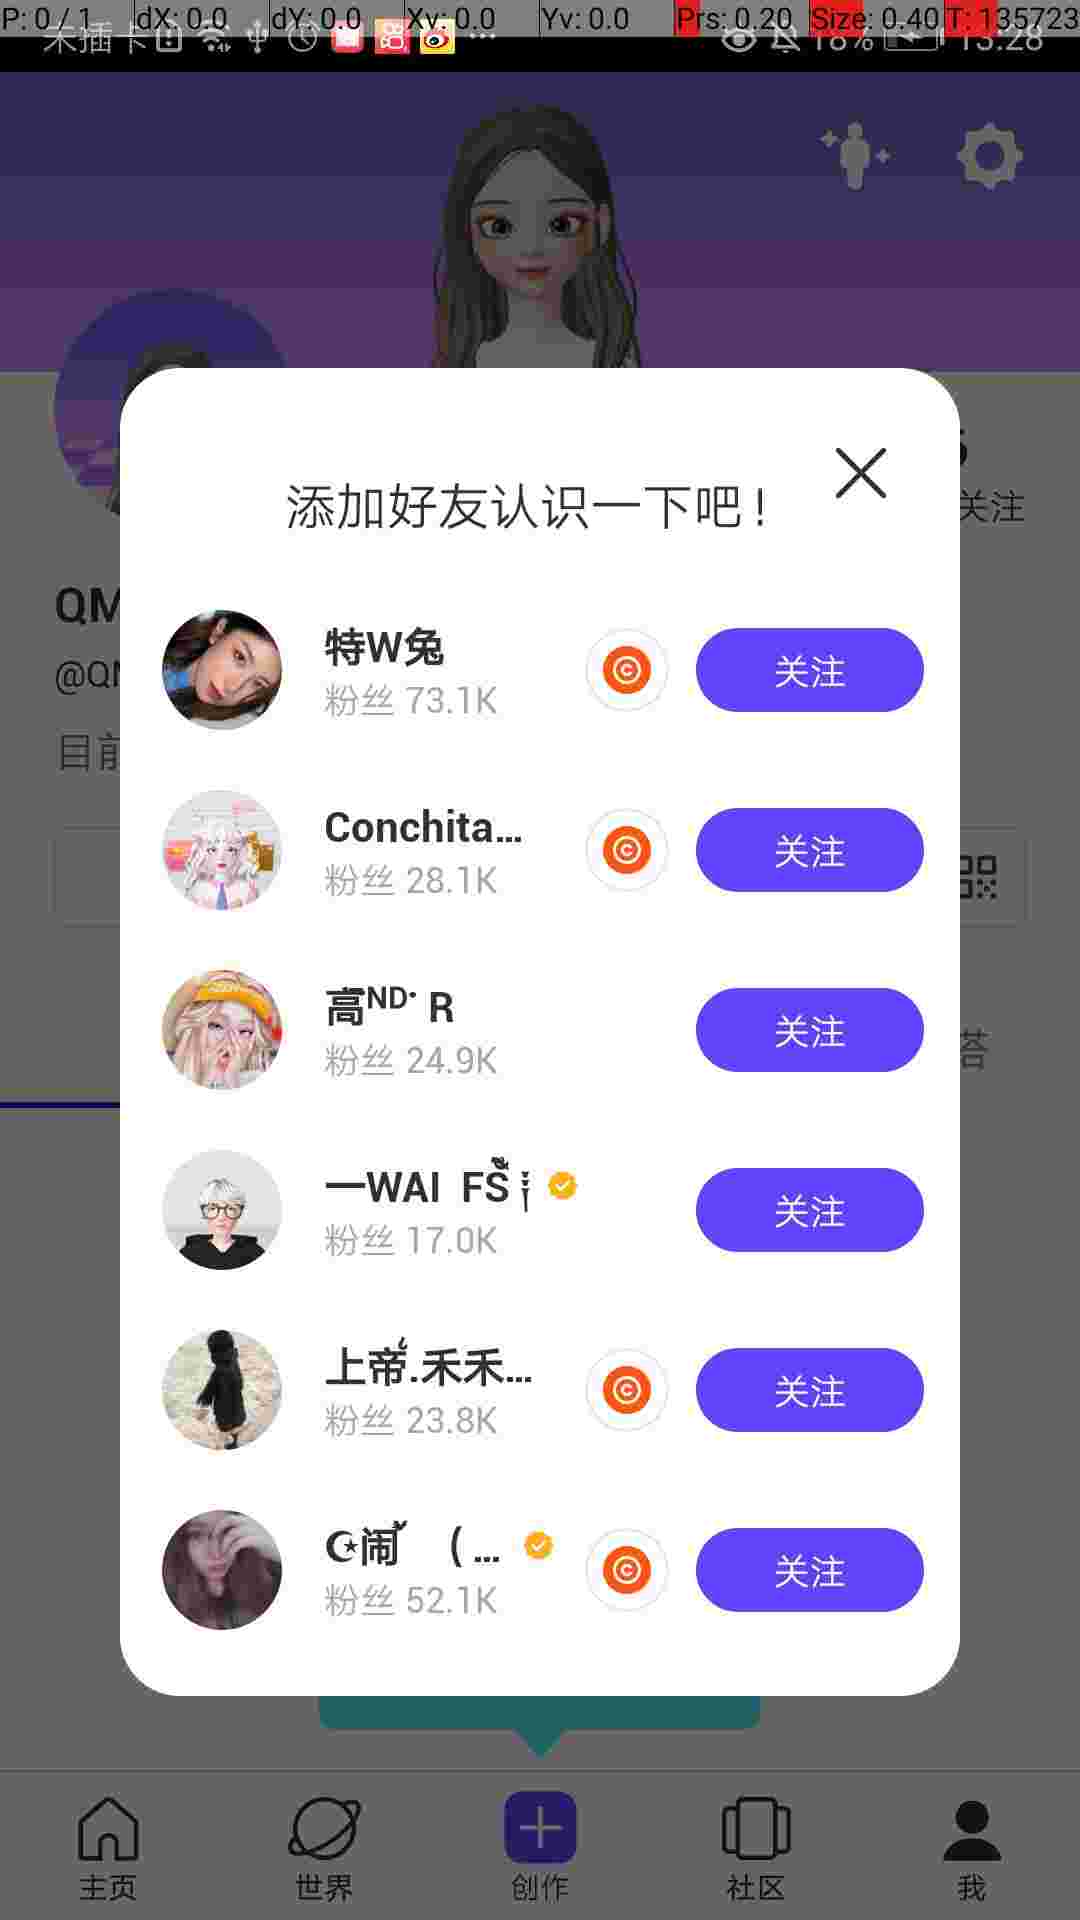 P: 0 / 1 dX: 0.0 dY: 0.0 Xv: 0.0 Yv: 0.0 Prs: 0.20 Size: 0.40 T: 135723
未插卡 18% 13:28
添加好友认识一下吧!
关注
特W兔
粉丝 73.1K
关注
QM
@QM
目前
Conchita...
粉丝 28.1K
关注
高ᴺᴰ· R
粉丝 24.9K
关注
答
一WAI FS
粉丝 17.0K
关注
上帝.禾禾...
粉丝 23.8K
关注
☪闹 ( ...
粉丝 52.1K
关注
主页 世界 创作 社区 我